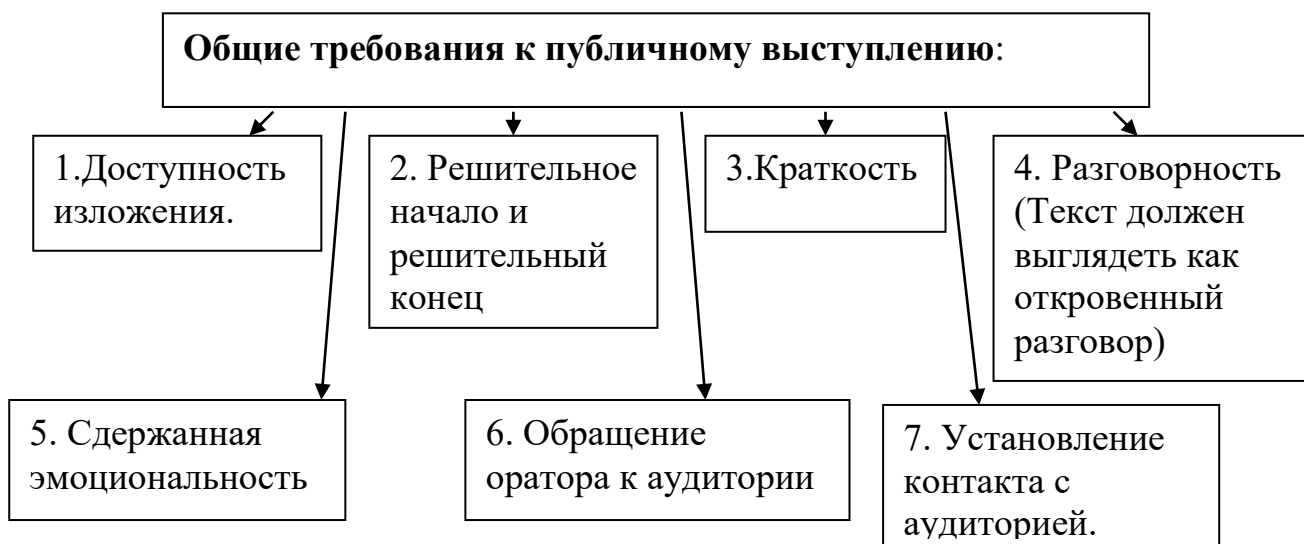 Общие требования к публичному выступлению:
1.Доступность
изложения.
2. Решительное
начало и
решительный
конец
3.Краткость
4. Разговорность
(Текст должен
выглядеть как
откровенный
разговор)
5. Сдержанная
эмоциональность
6. Обращение
оратора к аудитории
7. Установление
контакта с
аудиторией.